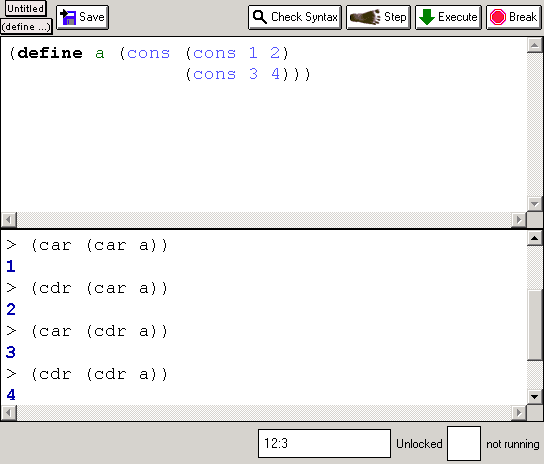 Untitled
(define ...) Save Check Syntax Step Execute Break
(define a (cons (cons 1 2)
(cons 3 4)))
> (car (car a))
1
> (cdr (car a))
2
> (car (cdr a))
3
> (cdr (cdr a))
4
12:3 Unlocked not running